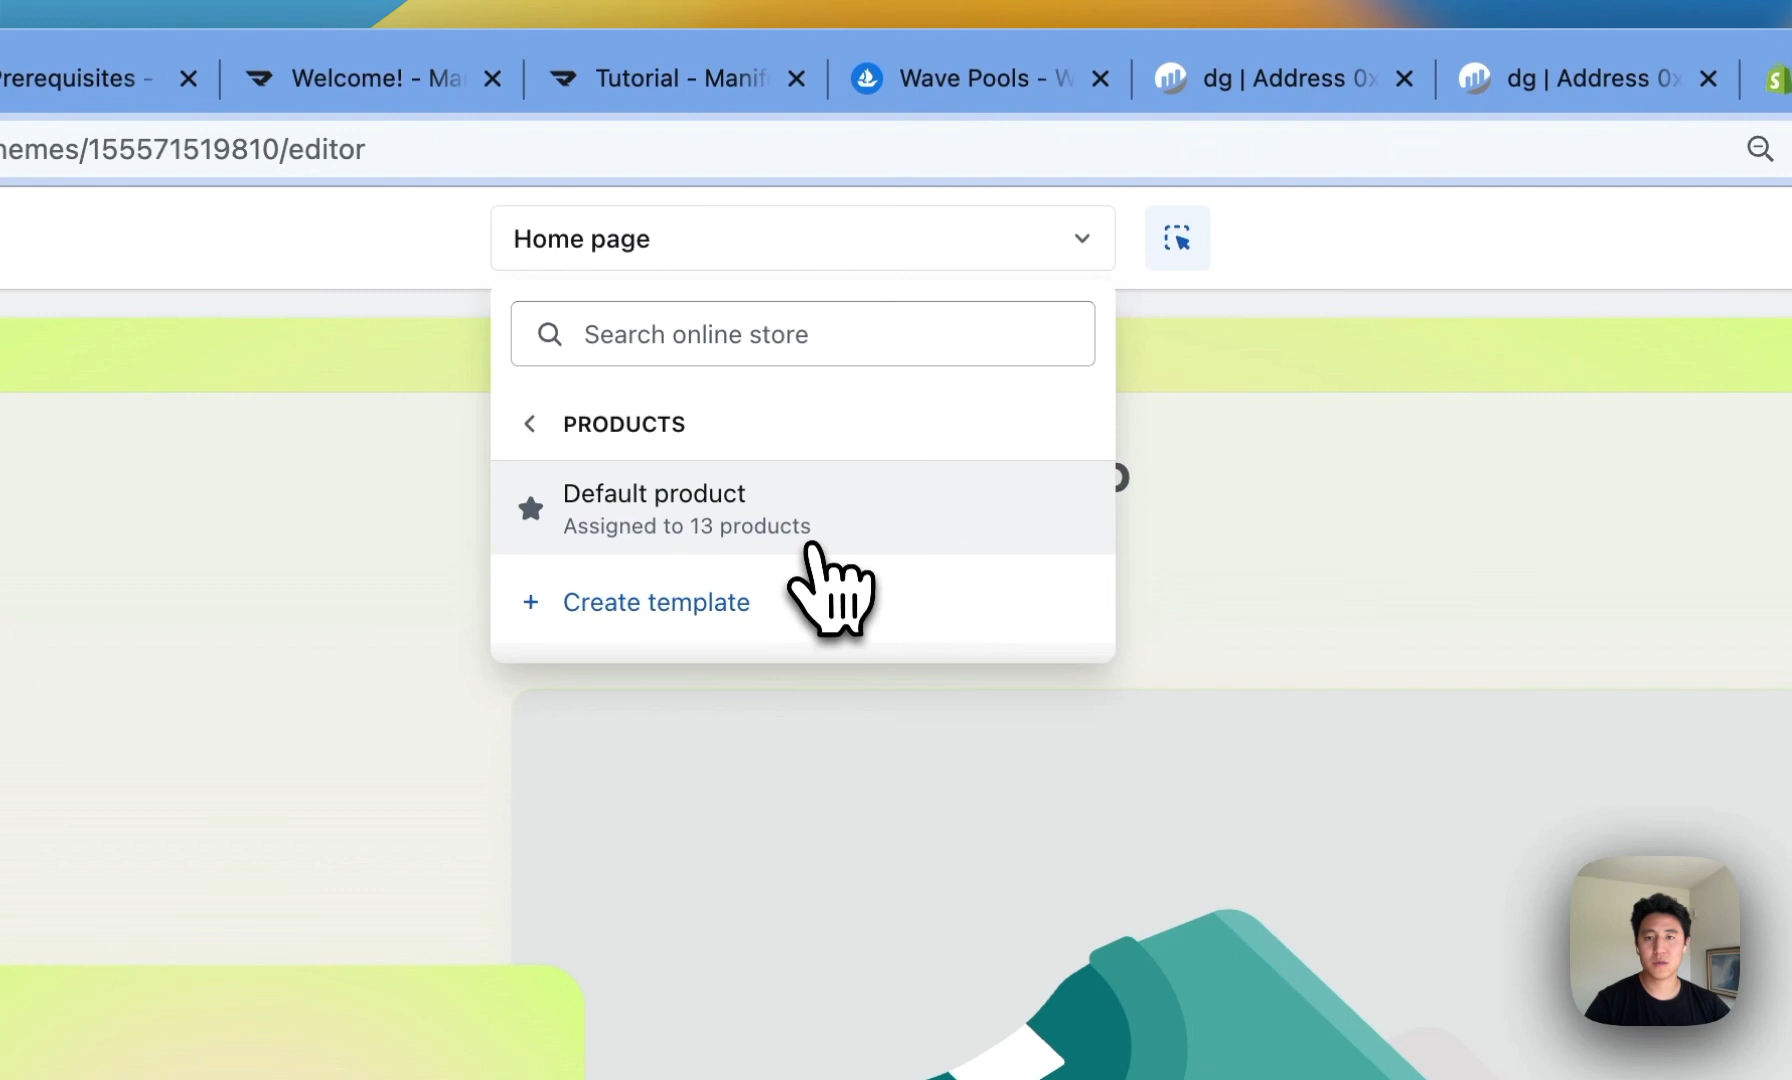 rerequisites -
Welcome! - Ma
Tutorial - Manif
Wave Pools - W
dg | Address 0x
dg | Address 0x
emes/155571519810/editor
Home page
Search online store
PRODUCTS
Default product
Assigned to 13 products
+ Create template